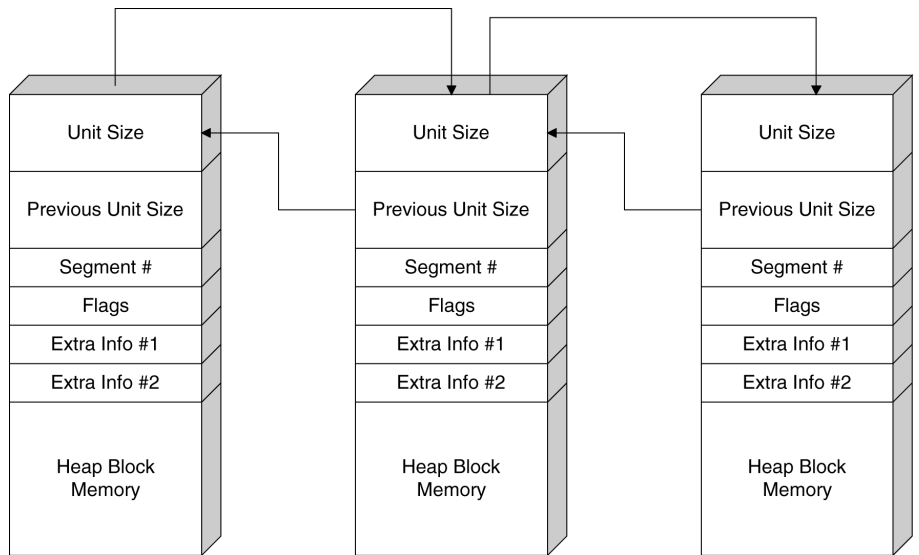 Unit Size
Previous Unit Size
Segment #
Flags
Extra Info #1
Extra Info #2
Heap Block
Memory
Unit Size
Previous Unit Size
Segment #
Flags
Extra Info #1
Extra Info #2
Heap Block
Memory
Unit Size
Previous Unit Size
Segment #
Flags
Extra Info #1
Extra Info #2
Heap Block
Memory